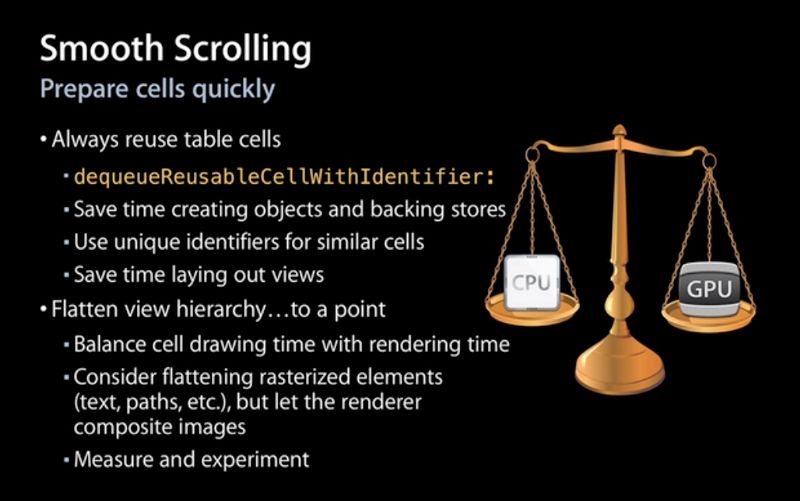 Smooth Scrolling
Prepare cells quickly
• Always reuse table cells
▪ dequeueReusableCellWithIdentifier:
▪ Save time creating objects and backing stores
▪ Use unique identifiers for similar cells
▪ Save time laying out views
• Flatten view hierarchy…to a point
▪ Balance cell drawing time with rendering time
▪ Consider flattening rasterized elements
(text, paths, etc.), but let the renderer
composite images
▪ Measure and experiment
CPU
GPU